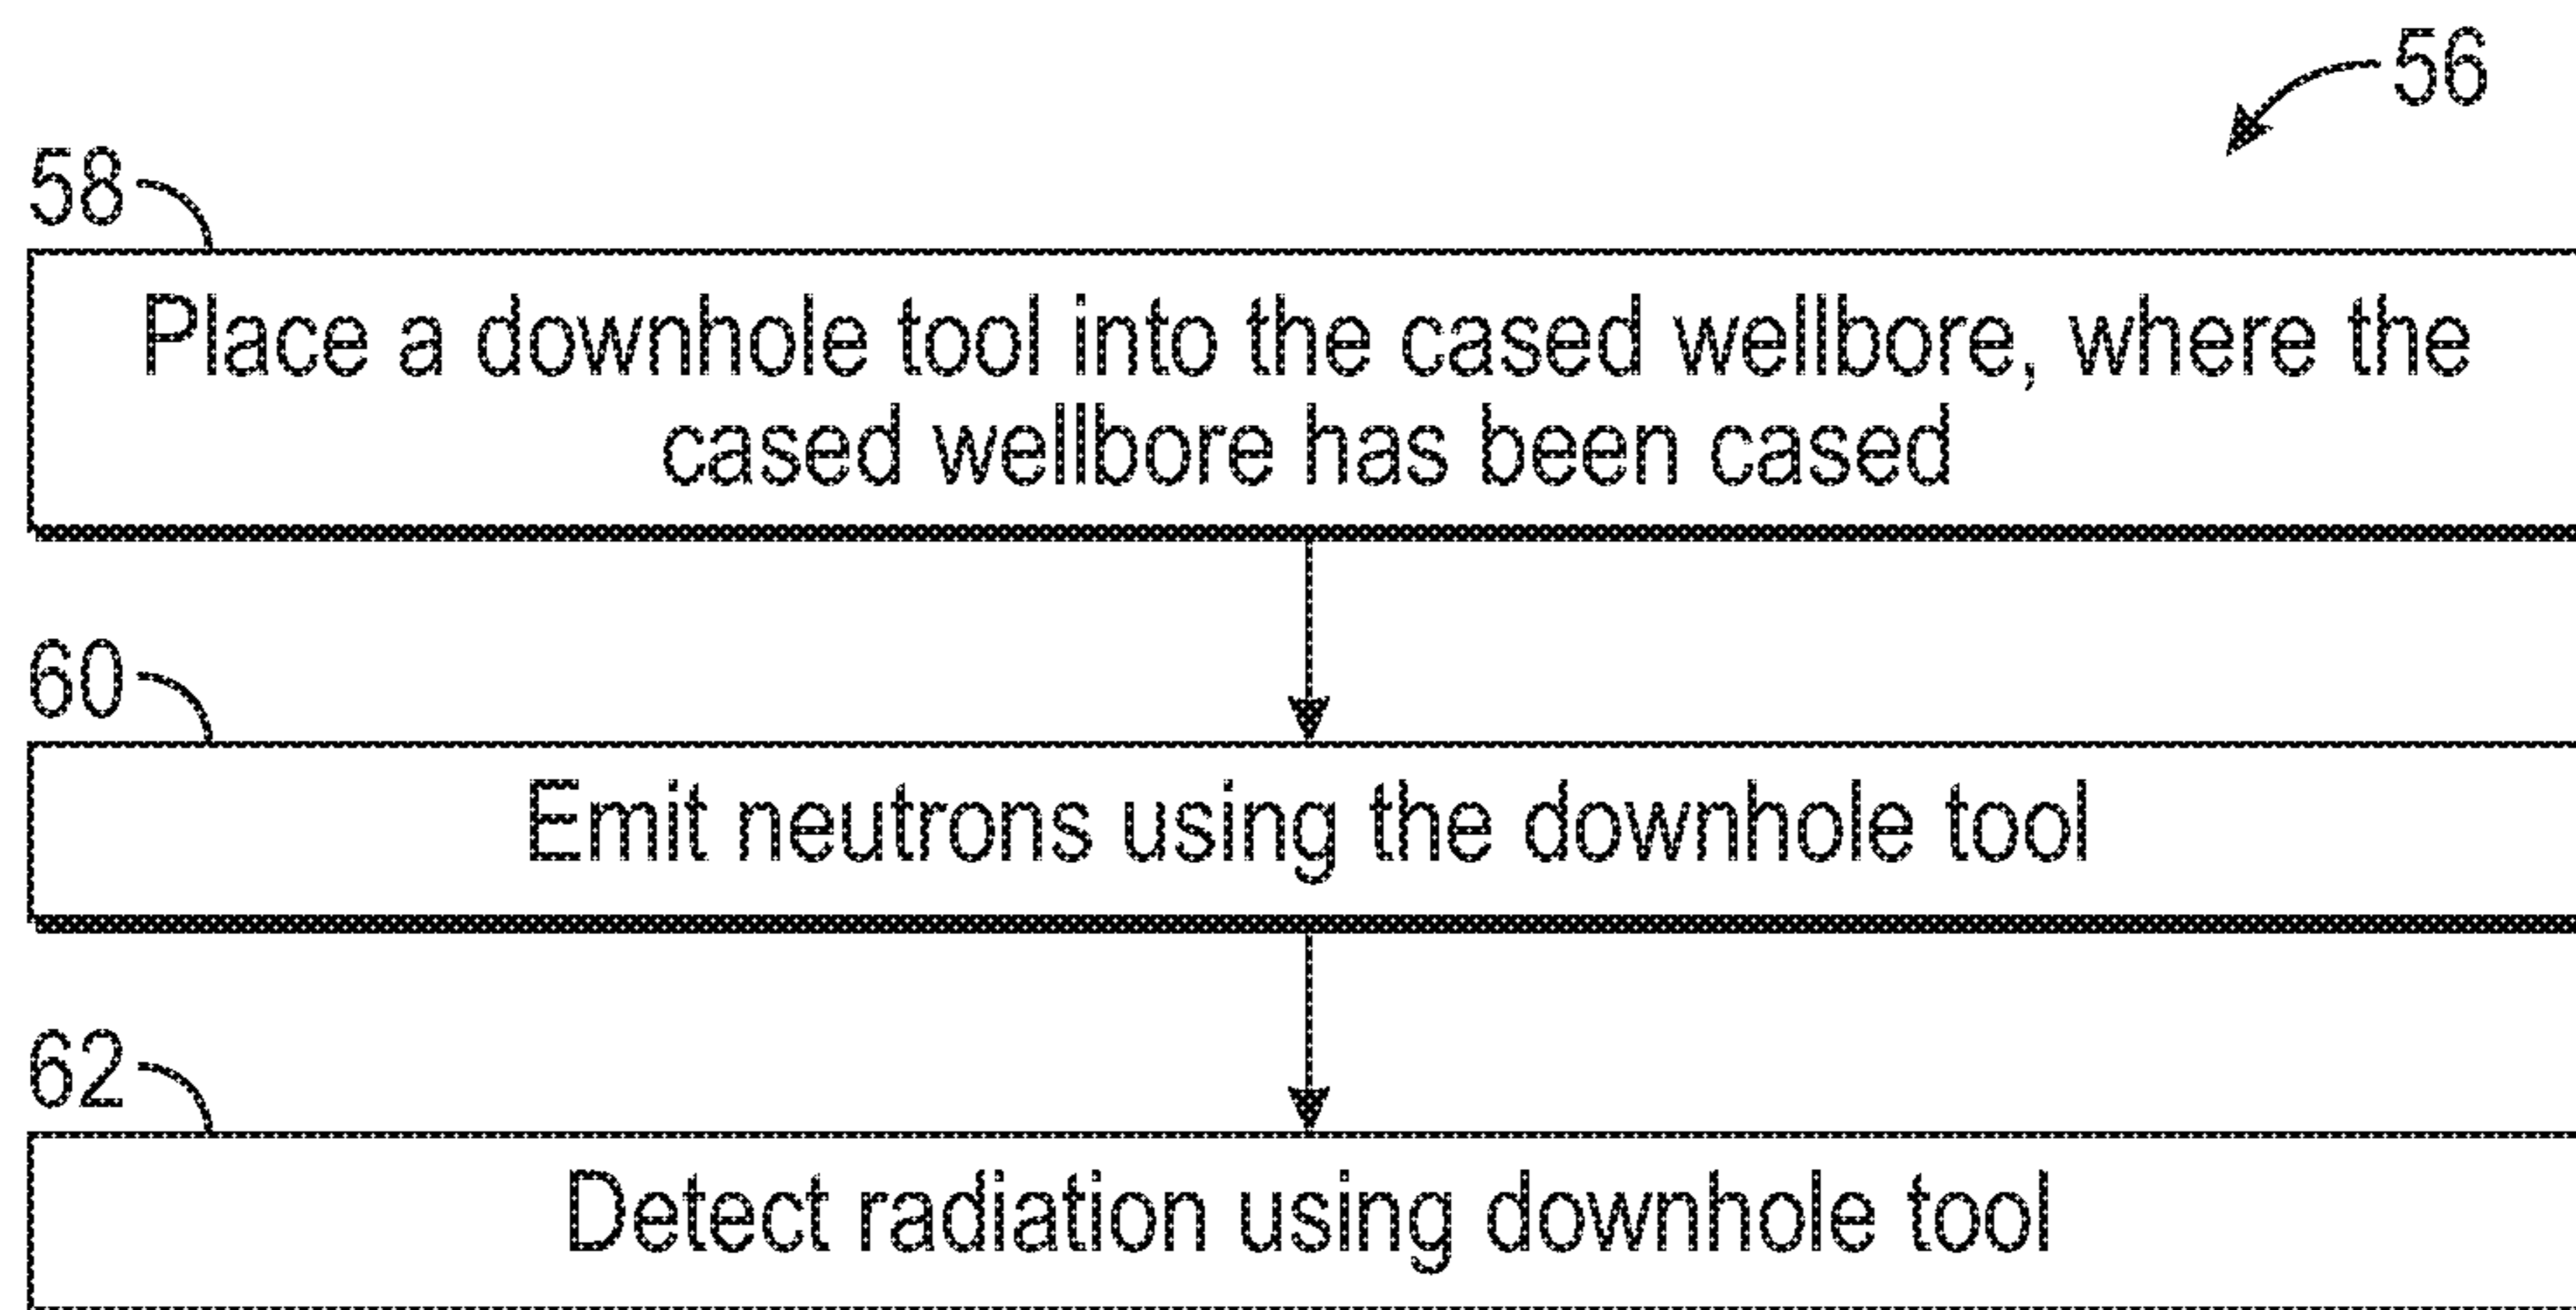 56
58
Place a downhole tool into the cased wellbore, where the
cased wellbore has been cased
60
Emit neutrons using the downhole tool
62
Detect radiation using downhole tool